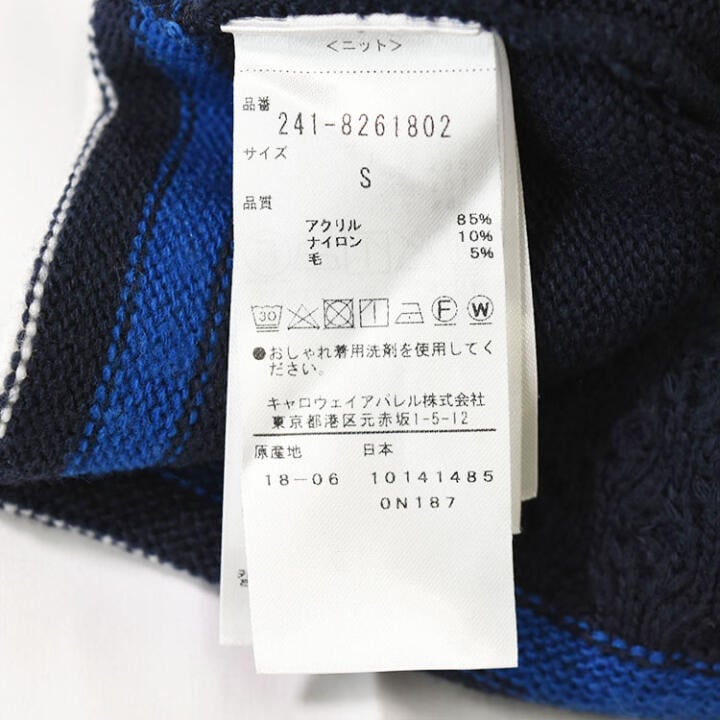 <ニット>
品番
241-8261802
サイズ
S
品質
アクリル 85%
ナイロン 10%
毛 5%
30 F W
●おしゃれ着用洗剤を使用してく
ださい。
キャロウェイアパレル株式会社
東京都港区元赤坂1-5-12
原産地 日本
18-06 10141485
0N187